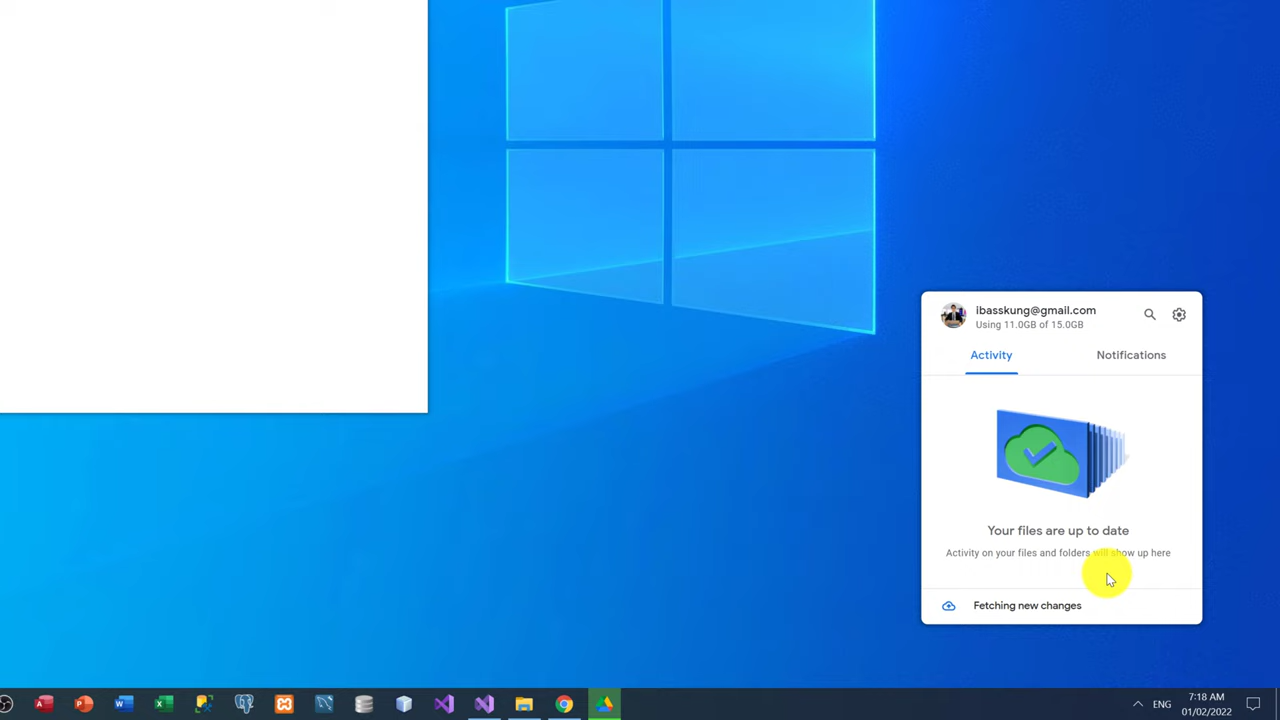 ibasskung@gmail.com
Using 11.0GB of 15.0GB
Activity Notifications
Your files are up to date
Activity on your files and folders will show up here
Fetching new changes
ENG
7:18 AM
01/02/2022